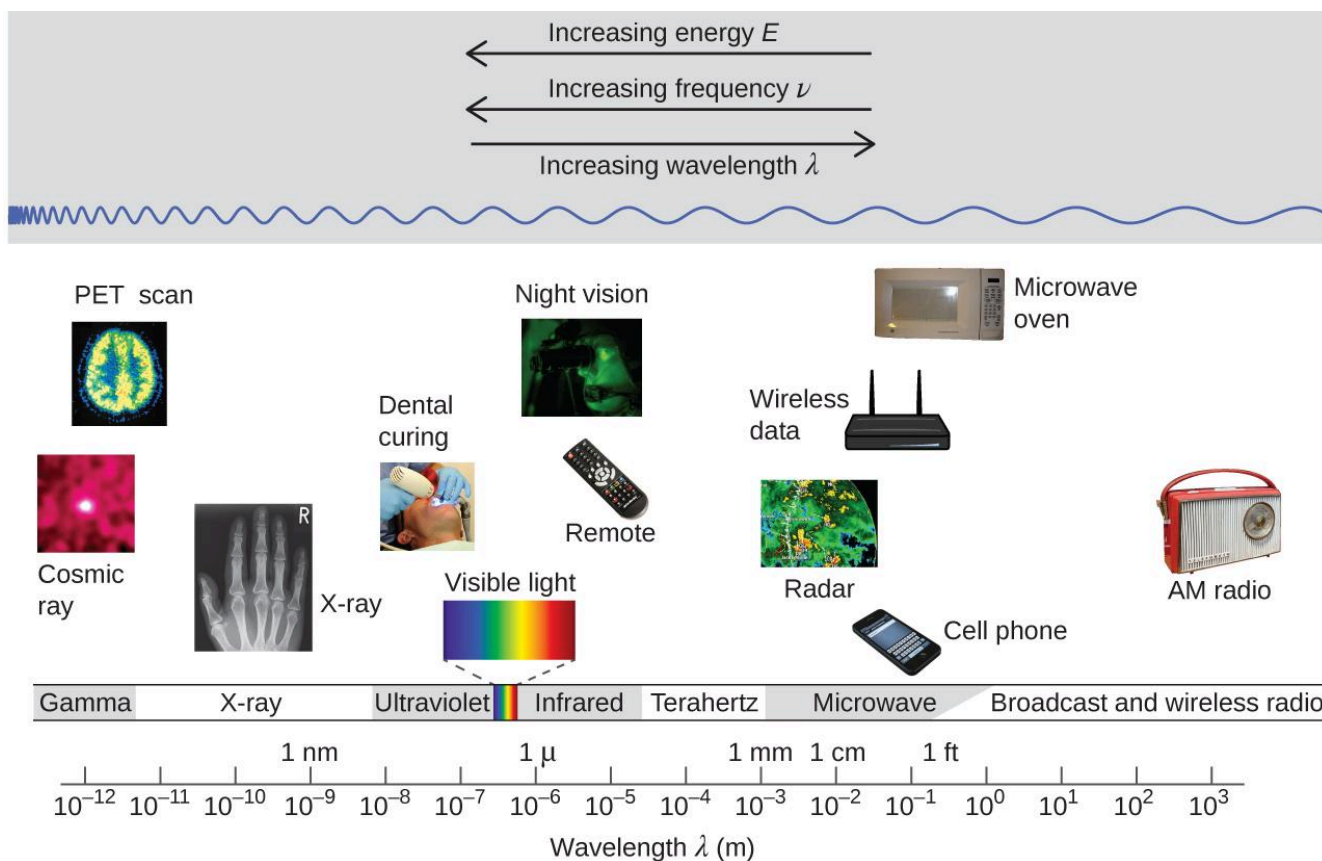 Increasing energy E
Increasing frequency ν
Increasing wavelength λ
PET scan
Night vision
Microwave
oven
Dental
curing
Wireless
data
Cosmic
ray
R
X-ray
Remote
Visible light
Radar
Cell phone
AM radio
Gamma X-ray Ultraviolet Infrared Terahertz Microwave Broadcast and wireless radio
1 nm 1 μ 1 mm 1 cm 1 ft
10⁻¹² 10⁻¹¹ 10⁻¹⁰ 10⁻⁹ 10⁻⁸ 10⁻⁷ 10⁻⁶ 10⁻⁵ 10⁻⁴ 10⁻³ 10⁻² 10⁻¹ 10⁰ 10¹ 10² 10³
Wavelength λ (m)